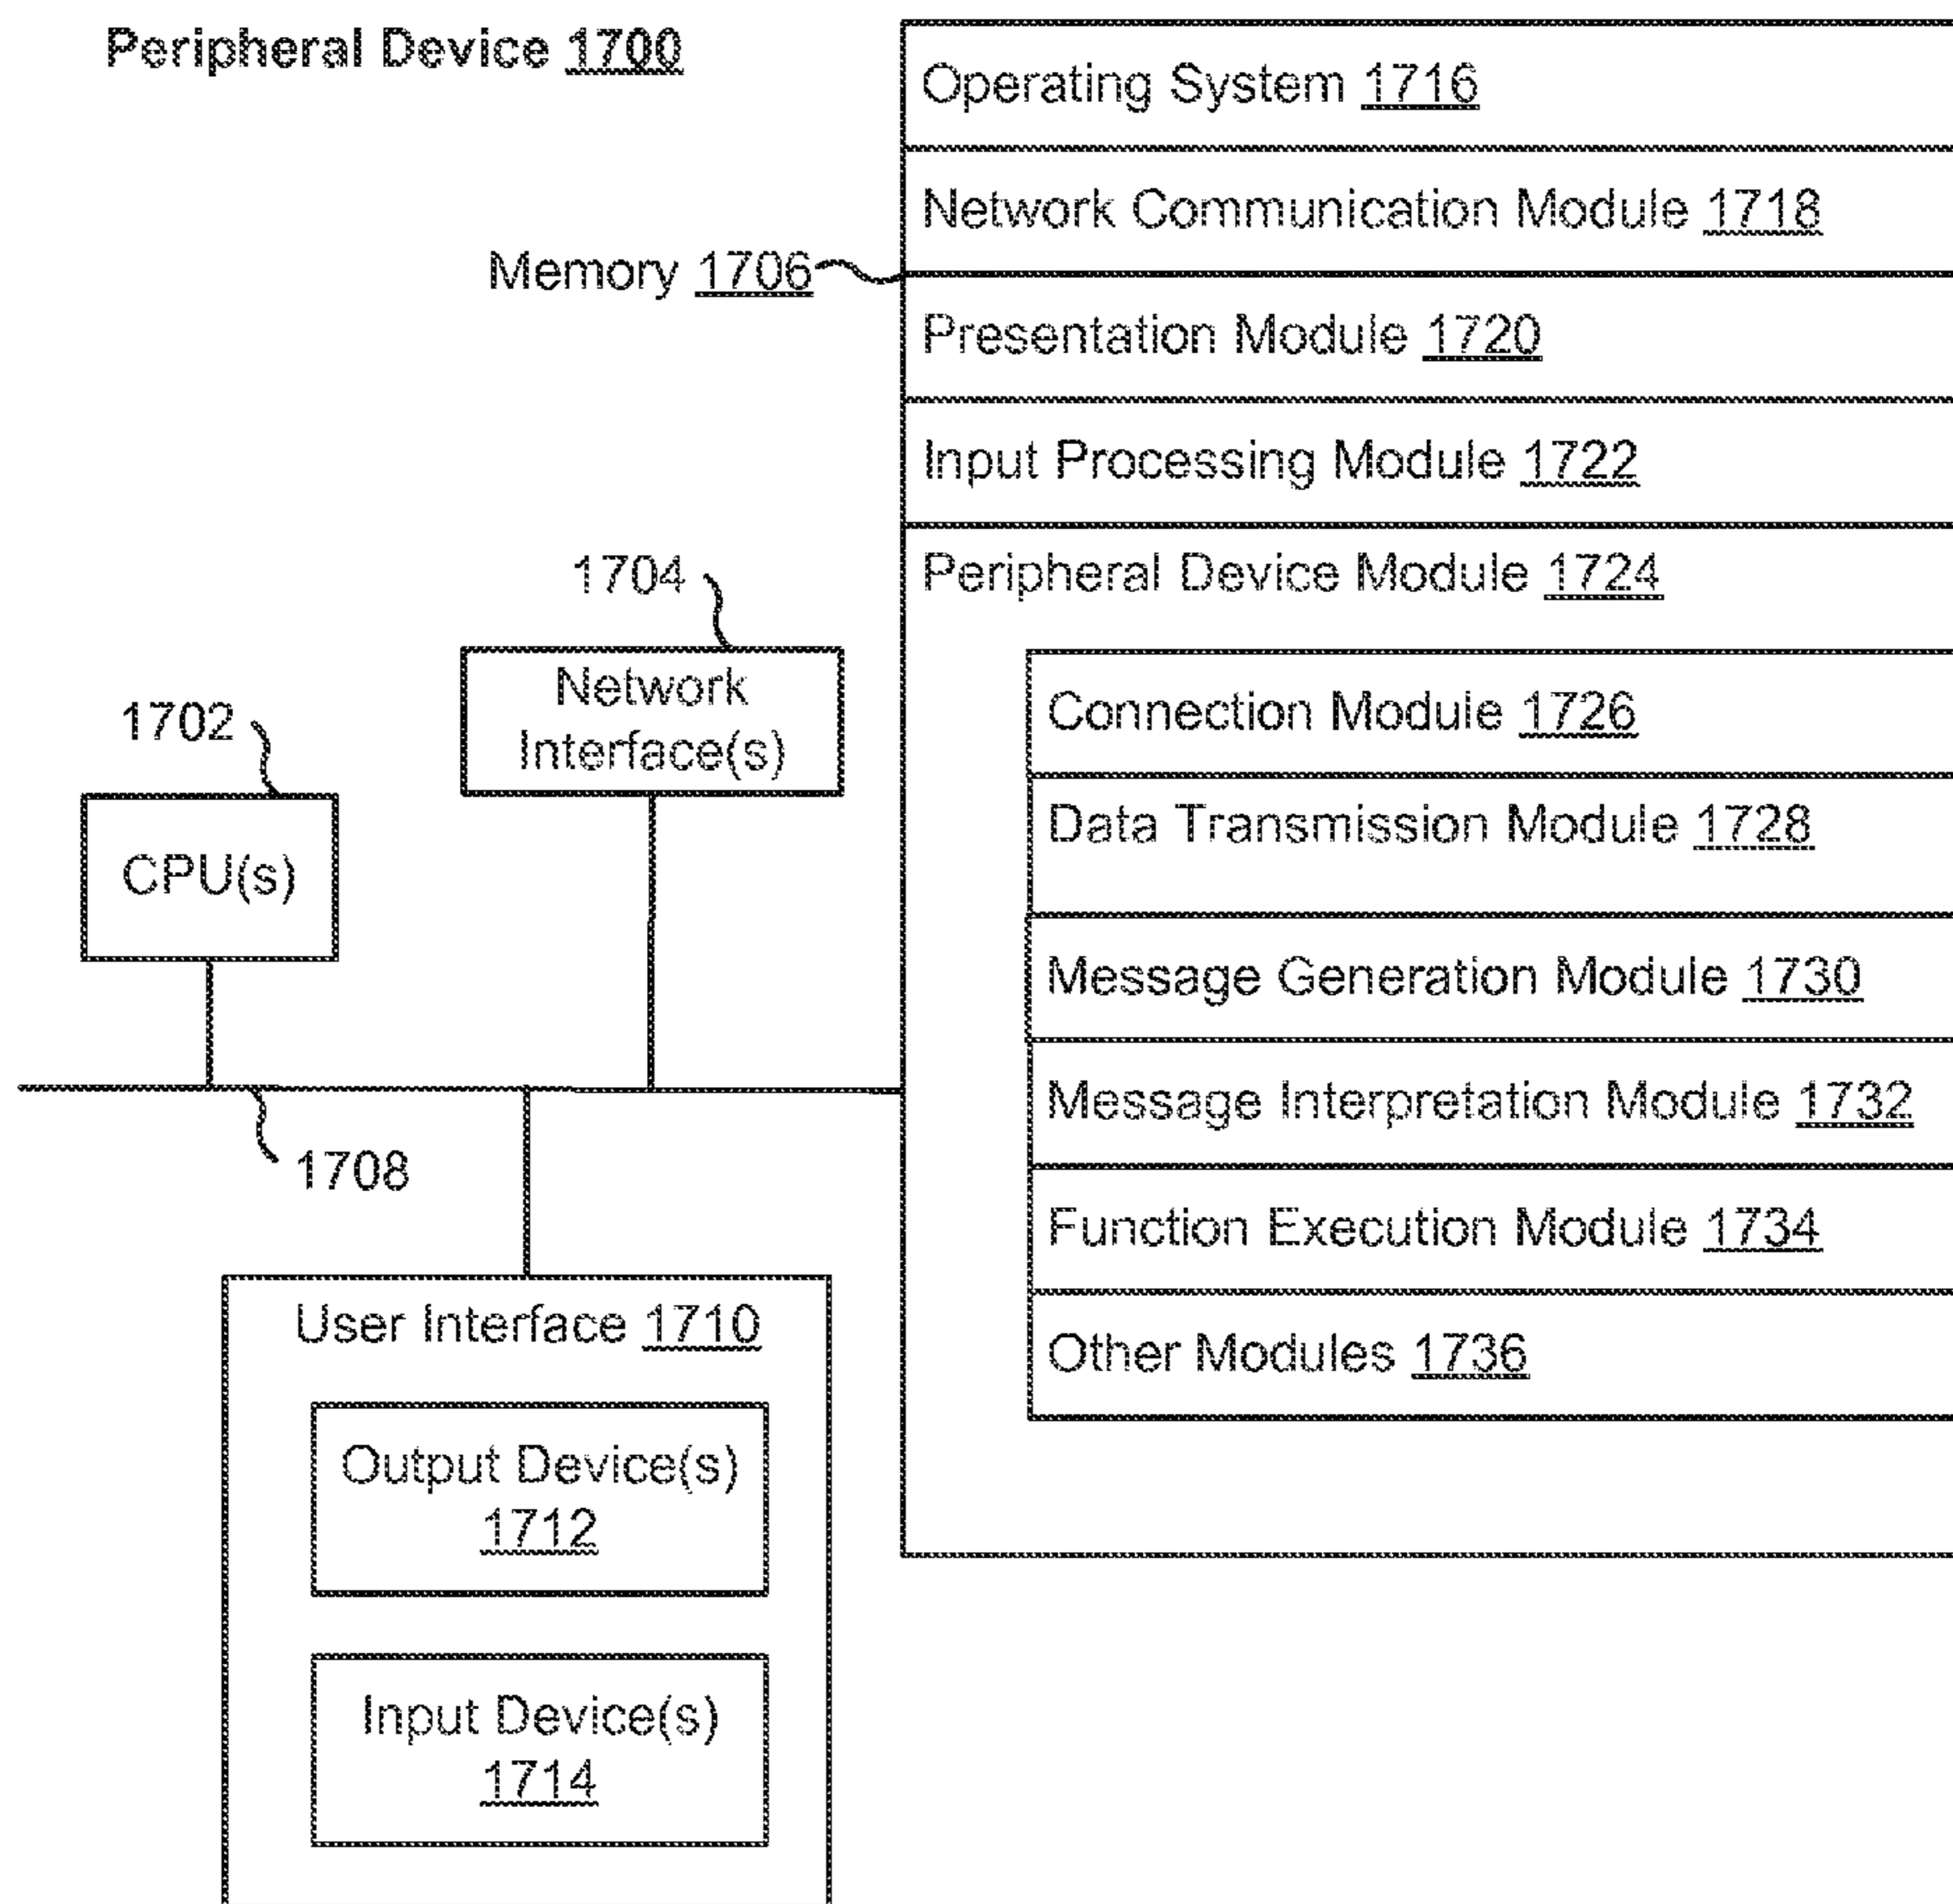 Peripheral Device 1700
Operating System 1716
Network Communication Module 1718
Memory 1706
Presentation Module 1720
Input Processing Module 1722
Peripheral Device Module 1724
1704
Network
Interface(s)
1702
CPU(s)
1708
Connection Module 1726
Data Transmission Module 1728
Message Generation Module 1730
Message Interpretation Module 1732
Function Execution Module 1734
Other Modules 1736
User Interface 1710
Output Device(s)
1712
Input Device(s)
1714